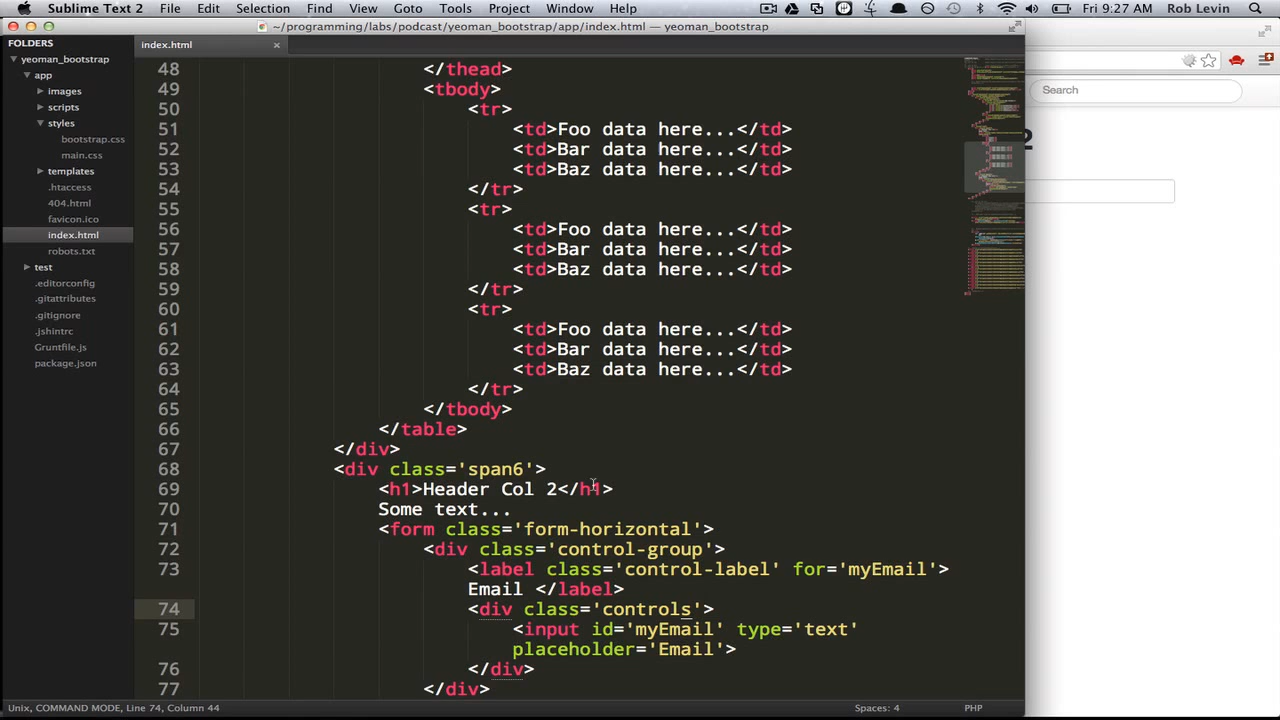 Sublime Text 2 File Edit Selection Find View Goto Tools Project Window Help Fri 9:27 AM Rob Levin
~/programming/labs/podcast/yeoman_bootstrap/app/index.html — yeoman_bootstrap
FOLDERS
yeoman_bootstrap
app
images
scripts
styles
bootstrap.css
main.css
templates
.htaccess
404.html
favicon.ico
index.html
robots.txt
test
.editorconfig
.gitattributes
.gitignore
.jshintrc
Gruntfile.js
package.json
index.html
48 </thead>
49 <tbody>
50 <tr>
51 <td>Foo data here...</td>
52 <td>Bar data here...</td>
53 <td>Baz data here...</td>
54 </tr>
55 <tr>
56 <td>Foo data here...</td>
57 <td>Bar data here...</td>
58 <td>Baz data here...</td>
59 </tr>
60 <tr>
61 <td>Foo data here...</td>
62 <td>Bar data here...</td>
63 <td>Baz data here...</td>
64 </tr>
65 </tbody>
66 </table>
67 </div>
68 <div class='span6'>
69 <h1>Header Col 2</h1>
70 Some text...
71 <form class='form-horizontal'>
72 <div class='control-group'>
73 <label class='control-label' for='myEmail'>
Email </label>
74 <div class='controls'>
75 <input id='myEmail' type='text'
placeholder='Email'>
76 </div>
77 </div>
Unix, COMMAND MODE, Line 74, Column 44 Spaces: 4 PHP
Search
2